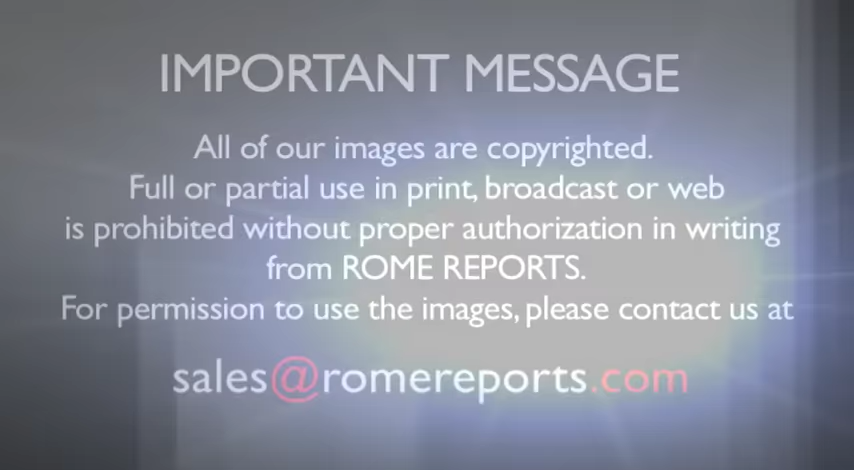 IMPORTANT MESSAGE
All of our images are copyrighted.
Full or partial use in print, broadcast or web
is prohibited without proper authorization in writing
from ROME REPORTS.
For permission to use the images, please contact us at
sales@romereports.com